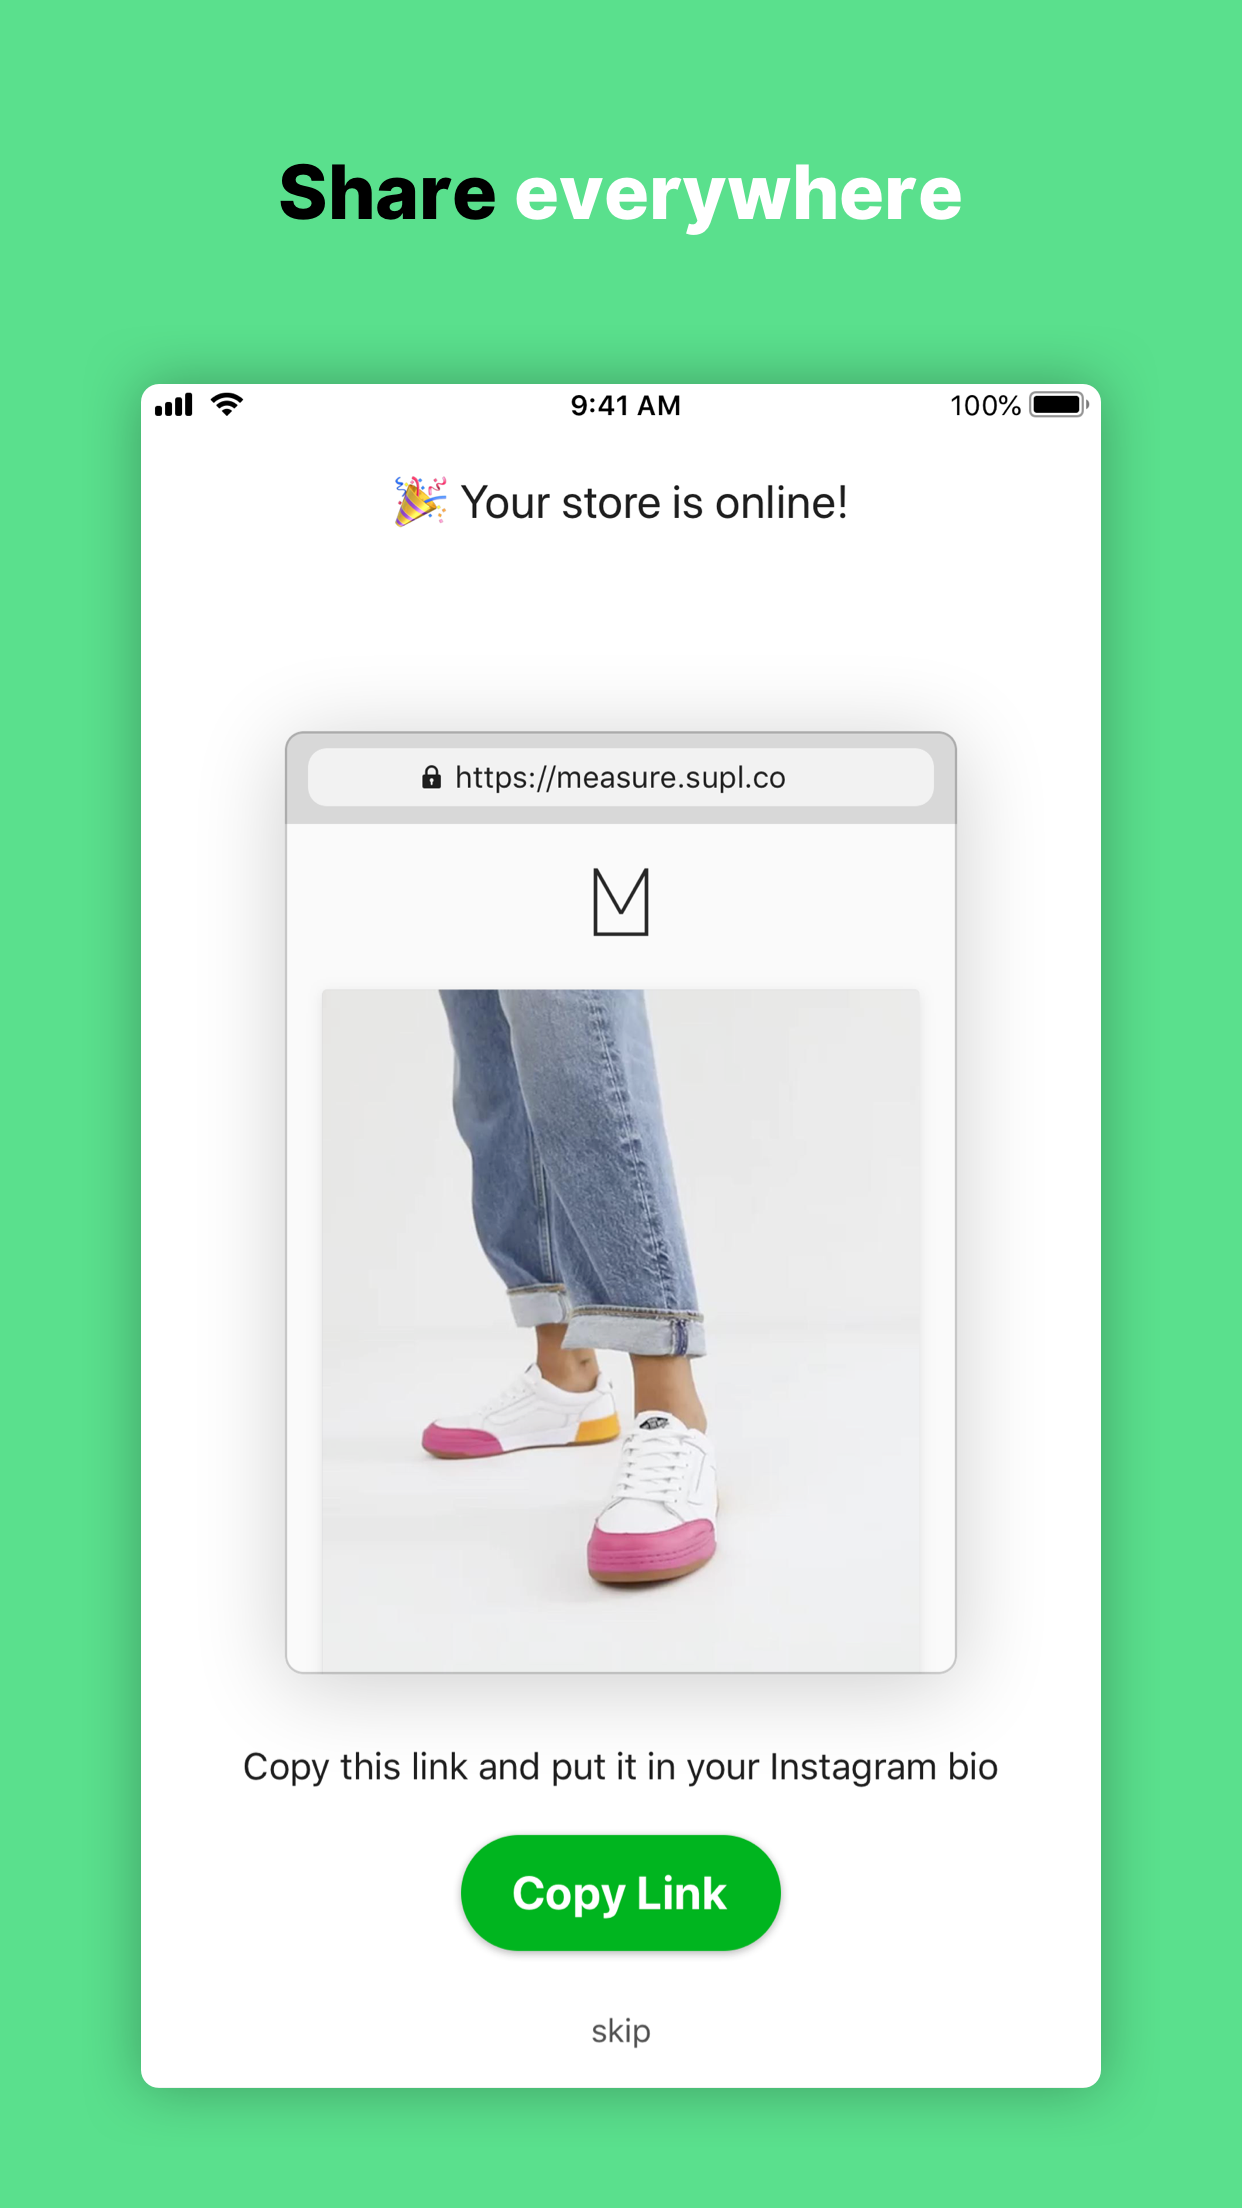 Share everywhere
9:41 AM
100%
🎉 Your store is online!
https://measure.supl.co
Copy this link and put it in your Instagram bio
Copy Link
skip